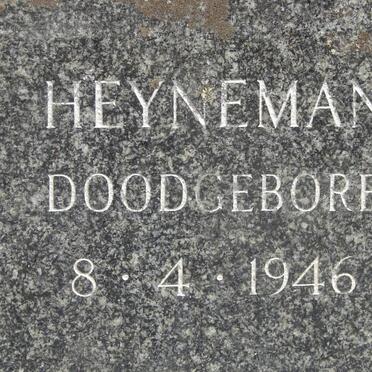 HEYNEMAN
DOODGEBORE
8 · 4 · 1946